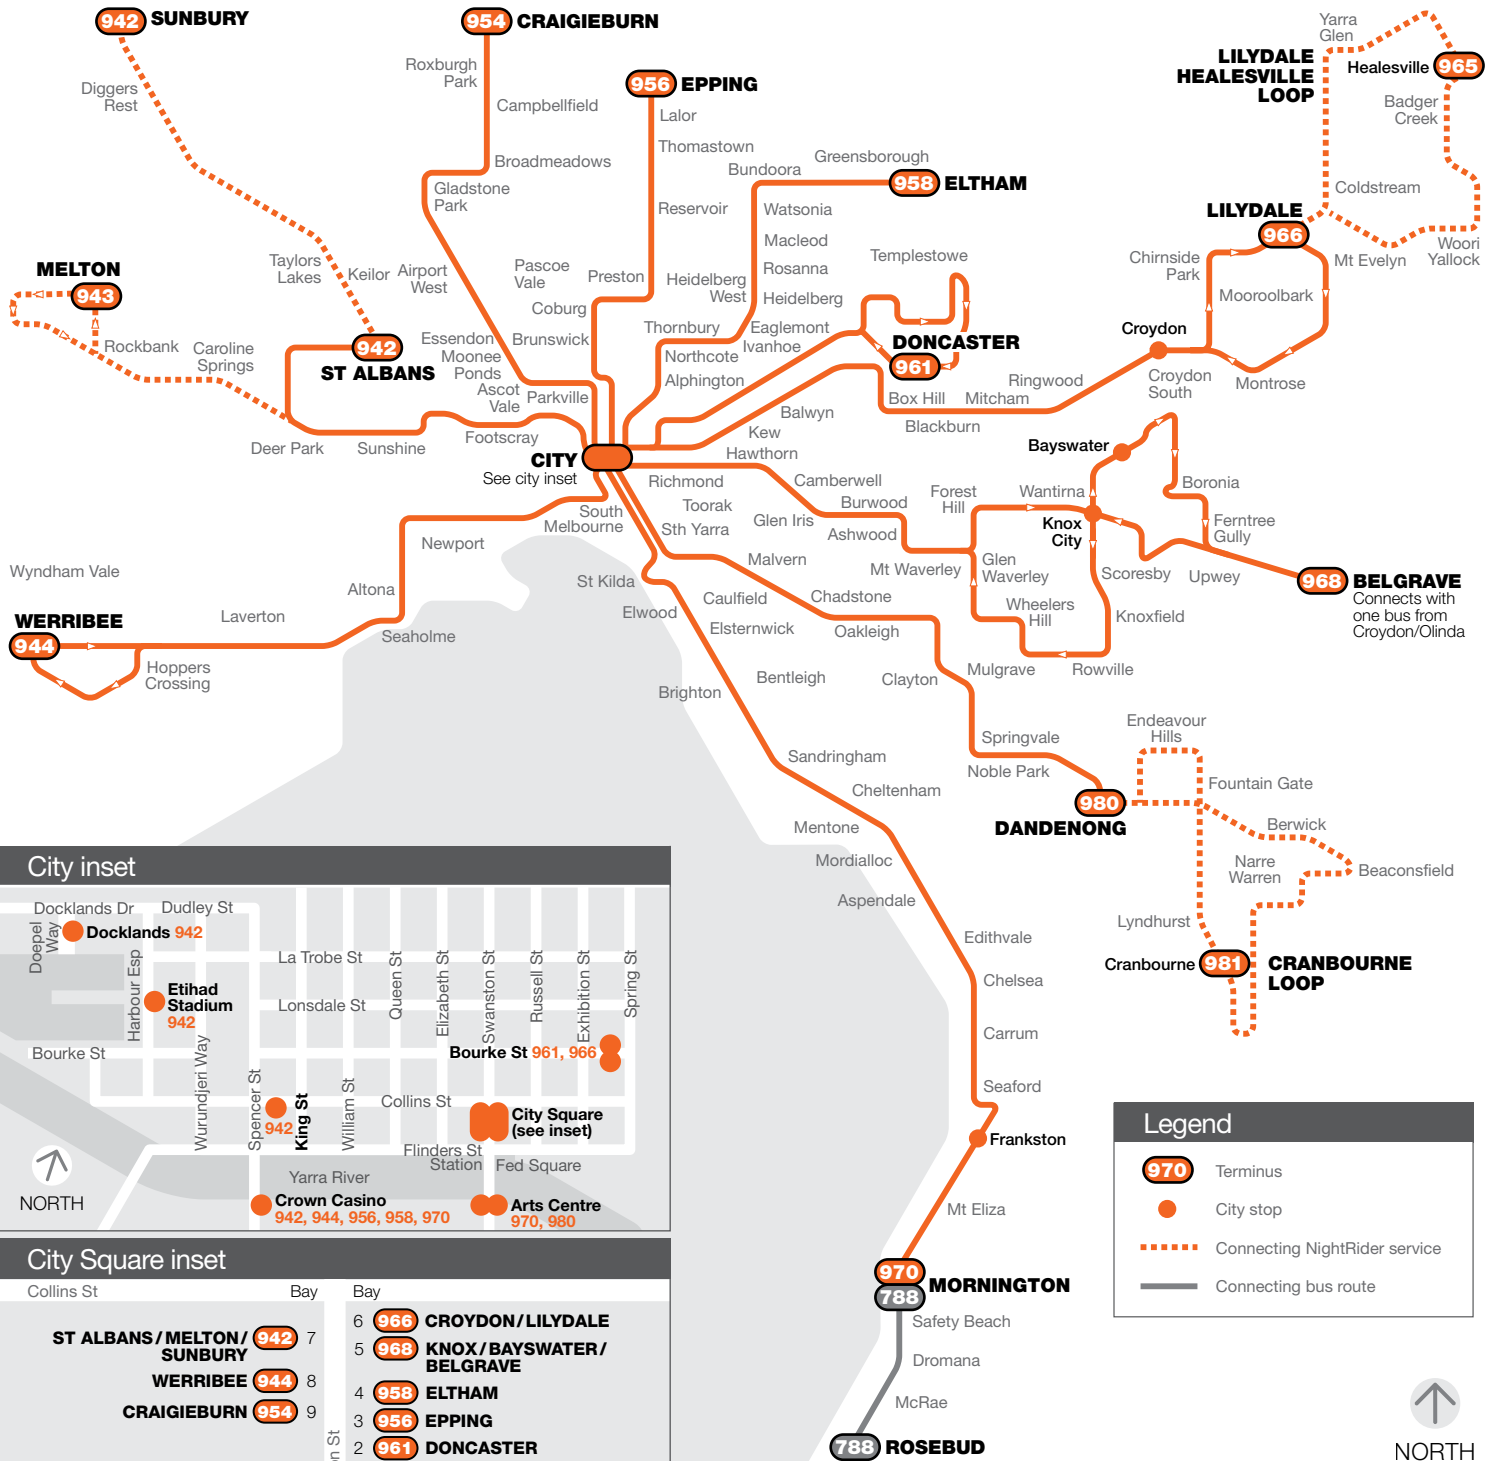 942 SUNBURY
954 CRAIGIEBURN
956 EPPING
Yarra
Glen
LILYDALE
HEALESVILLE
LOOP
Healesville 965
Badger
Creek
Diggers
Rest
Roxburgh
Park
Campbellfield
Lalor
Thomastown
Broadmeadows
Bundoora
Greensborough
958 ELTHAM
Gladstone
Park
Reservoir
Watsonia
Coldstream
LILYDALE
966
Woori
Yallock
Macleod
Templestowe
Chirnside
Park
Mt Evelyn
Taylors
Lakes
Keilor
Airport
West
Pascoe
Vale
Preston
Heidelberg
West
Rosanna
Heidelberg
Mooroolbark
MELTON
943
Coburg
Rockbank
Caroline
Springs
942
ST ALBANS
Essendon
Moonee
Ponds
Ascot
Vale
Brunswick
Parkville
Thornbury
Northcote
Alphington
Eaglemont
Ivanhoe
DONCASTER
961
Croydon
Ringwood
Croydon
South
Montrose
Box Hill
Mitcham
Balwyn
Blackburn
Kew
Hawthorn
Deer Park
Sunshine
Footscray
CITY
See city inset
Bayswater
Richmond
Camberwell
Toorak
Burwood
Forest
Hill
Wantirna
Boronia
South
Melbourne
Sth Yarra
Glen Iris
Ashwood
Knox
City
Ferntree
Gully
Newport
Malvern
Mt Waverley
Glen
Waverley
Scoresby
Upwey
968 BELGRAVE
Connects with
one bus from
Croydon/Olinda
Wyndham Vale
Altona
St Kilda
Elwood
Caulfield
Chadstone
Wheelers
Hill
Knoxfield
WERRIBEE
944
Laverton
Seaholme
Elsternwick
Oakleigh
Hoppers
Crossing
Brighton
Bentleigh
Clayton
Mulgrave
Rowville
Endeavour
Hills
Springvale
Sandringham
Noble Park
Fountain Gate
Cheltenham
980
DANDENONG
Berwick
Mentone
Mordialloc
Narre
Warren
Beaconsfield
Aspendale
Lyndhurst
Edithvale
Cranbourne 981 CRANBOURNE
LOOP
Chelsea
Carrum
Seaford
Frankston
Mt Eliza
970
788
MORNINGTON
Safety Beach
Dromana
McRae
788 ROSEBUD
City inset
Docklands Dr
Dudley St
Doepel
Way
Docklands 942
Harbour Esp
La Trobe St
Etihad
Stadium
942
Lonsdale St
Queen St
Elizabeth St
Swanston St
Russell St
Exhibition St
Spring St
Bourke St
Bourke St 961, 966
Wurundjeri Way
Spencer St
942
King St
William St
Collins St
City Square
(see inset)
Flinders St
Station
Fed Square
Yarra River
NORTH
Crown Casino
942, 944, 956, 958, 970
Arts Centre
970, 980
City Square inset
Collins St
Bay
Bay
ST ALBANS/MELTON/
SUNBURY
942 7
WERRIBEE 944 8
CRAIGIEBURN 954 9
6 966 CROYDON/LILYDALE
5 968 KNOX/BAYSWATER/
BELGRAVE
4 958 ELTHAM
3 956 EPPING
2 961 DONCASTER
Legend
970 Terminus
City stop
Connecting NightRider service
Connecting bus route
NORTH